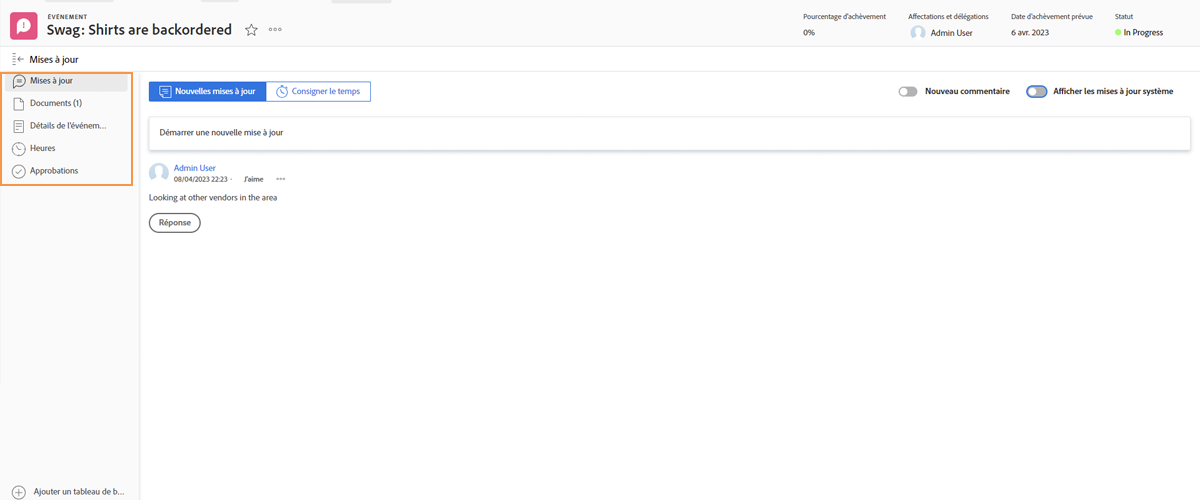 ÉVÉNEMENT
Swag: Shirts are backordered
Pourcentage d'achèvement
0%
Affectations et délégations
Admin User
Date d'achèvement prévue
6 avr. 2023
Statut
In Progress
Mises à jour
Mises à jour
Documents (1)
Détails de l'événem...
Heures
Approbations
Nouvelles mises à jour
Consigner le temps
Nouveau commentaire
Afficher les mises à jour système
Démarrer une nouvelle mise à jour
Admin User
08/04/2023 22:23 ·
J'aime
Looking at other vendors in the area
Réponse
Ajouter un tableau de b...